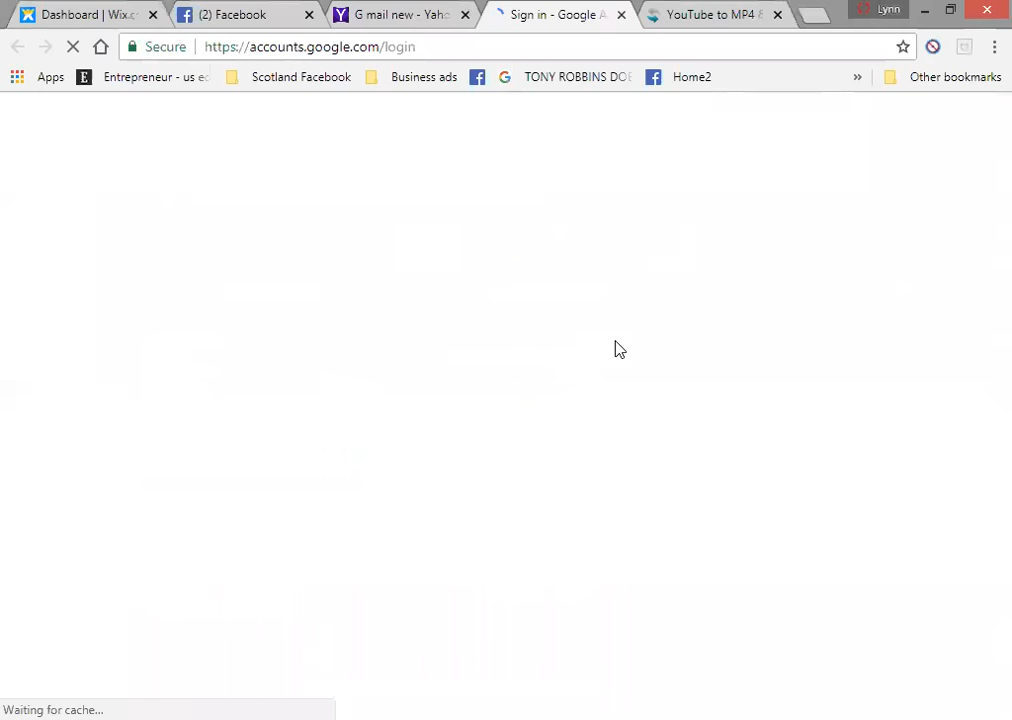 Dashboard | Wix.c
(2) Facebook
G mail new - Yaho
Sign in - Google A
YouTube to MP4 &
Lynn
Secure
https://accounts.google.com/login
Apps
E
Entrepreneur - us ed
Scotland Facebook
Business ads
TONY ROBBINS DOE
Home2
»
Other bookmarks
Waiting for cache...